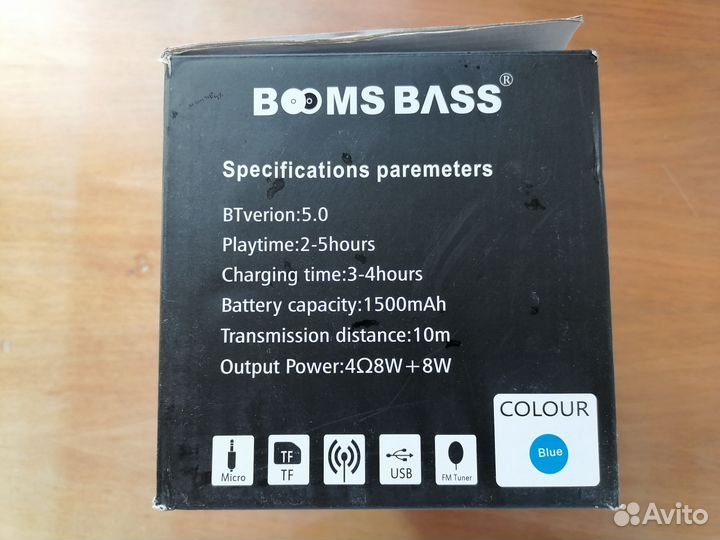 BOOMS BASS®
Specifications paremeters
BTverion:5.0
Playtime:2-5hours
Charging time:3-4hours
Battery capacity:1500mAh
Transmission distance:10m
Output Power:4Ω8W+8W
COLOUR
Blue
Micro
TF
TF
USB
FM Tuner
Avito